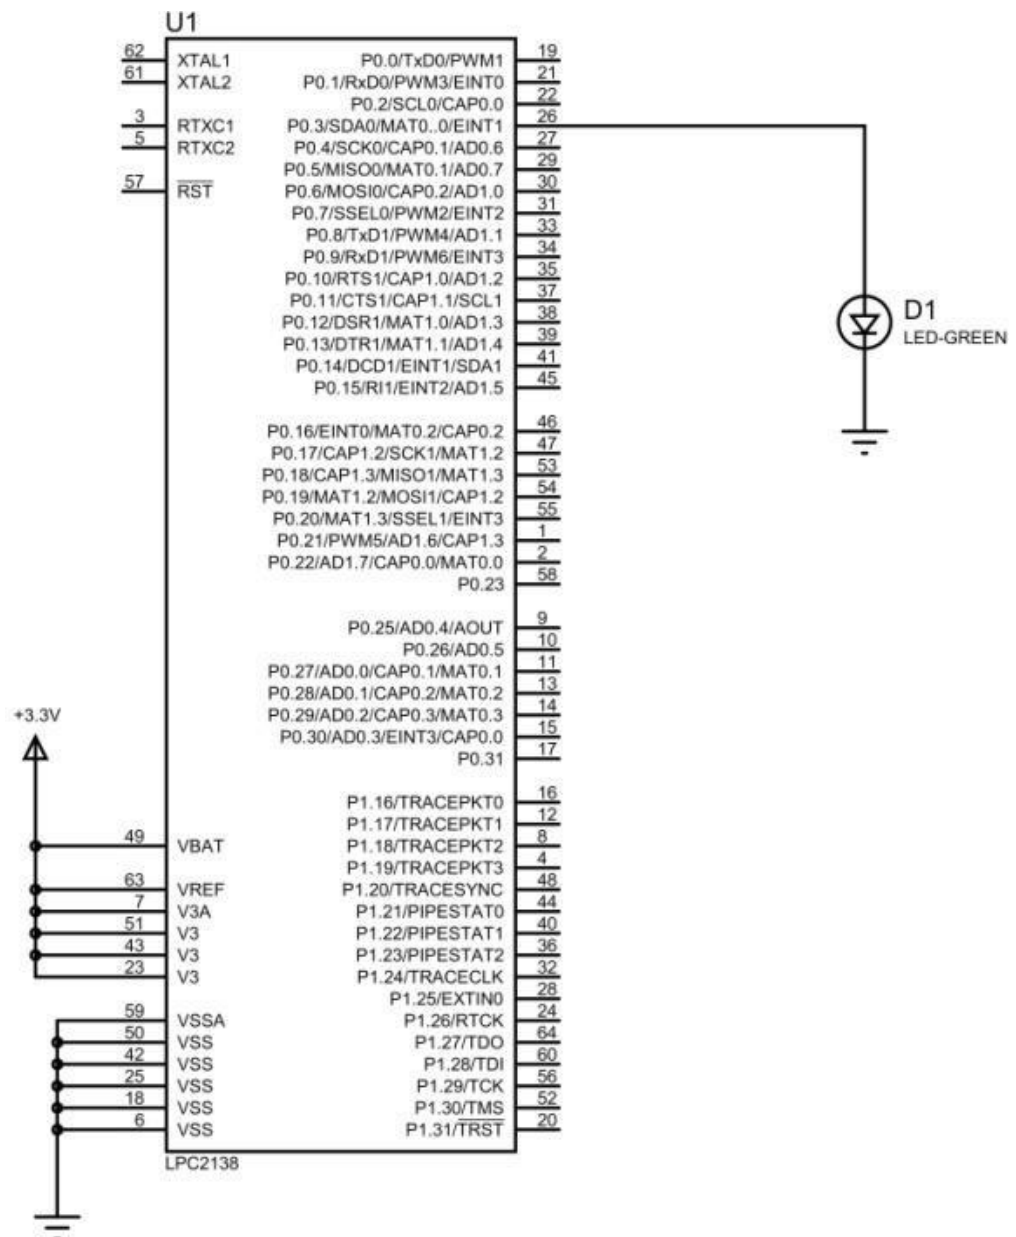 U1
62 XTAL1 P0.0/TxD0/PWM1 19
61 XTAL2 P0.1/RxD0/PWM3/EINT0 21
P0.2/SCL0/CAP0.0 22
3 RTXC1 P0.3/SDA0/MAT0..0/EINT1 26
5 RTXC2 P0.4/SCK0/CAP0.1/AD0.6 27
P0.5/MISO0/MAT0.1/AD0.7 29
57 RST P0.6/MOSI0/CAP0.2/AD1.0 30
P0.7/SSEL0/PWM2/EINT2 31
P0.8/TxD1/PWM4/AD1.1 33
P0.9/RxD1/PWM6/EINT3 34
P0.10/RTS1/CAP1.0/AD1.2 35
P0.11/CTS1/CAP1.1/SCL1 37
P0.12/DSR1/MAT1.0/AD1.3 38
P0.13/DTR1/MAT1.1/AD1.4 39
P0.14/DCD1/EINT1/SDA1 41
P0.15/RI1/EINT2/AD1.5 45
D1
LED-GREEN
P0.16/EINT0/MAT0.2/CAP0.2 46
P0.17/CAP1.2/SCK1/MAT1.2 47
P0.18/CAP1.3/MISO1/MAT1.3 53
P0.19/MAT1.2/MOSI1/CAP1.2 54
P0.20/MAT1.3/SSEL1/EINT3 55
P0.21/PWM5/AD1.6/CAP1.3 1
P0.22/AD1.7/CAP0.0/MAT0.0 2
P0.23 58
P0.25/AD0.4/AOUT 9
P0.26/AD0.5 10
P0.27/AD0.0/CAP0.1/MAT0.1 11
P0.28/AD0.1/CAP0.2/MAT0.2 13
P0.29/AD0.2/CAP0.3/MAT0.3 14
P0.30/AD0.3/EINT3/CAP0.0 15
P0.31 17
+3.3V
P1.16/TRACEPKT0 16
P1.17/TRACEPKT1 12
49 VBAT P1.18/TRACEPKT2 8
P1.19/TRACEPKT3 4
63 VREF P1.20/TRACESYNC 48
7 V3A P1.21/PIPESTAT0 44
51 V3 P1.22/PIPESTAT1 40
43 V3 P1.23/PIPESTAT2 36
23 V3 P1.24/TRACECLK 32
P1.25/EXTIN0 28
59 VSSA P1.26/RTCK 24
50 VSS P1.27/TDO 64
42 VSS P1.28/TDI 60
25 VSS P1.29/TCK 56
18 VSS P1.30/TMS 52
6 VSS P1.31/TRST 20
LPC2138